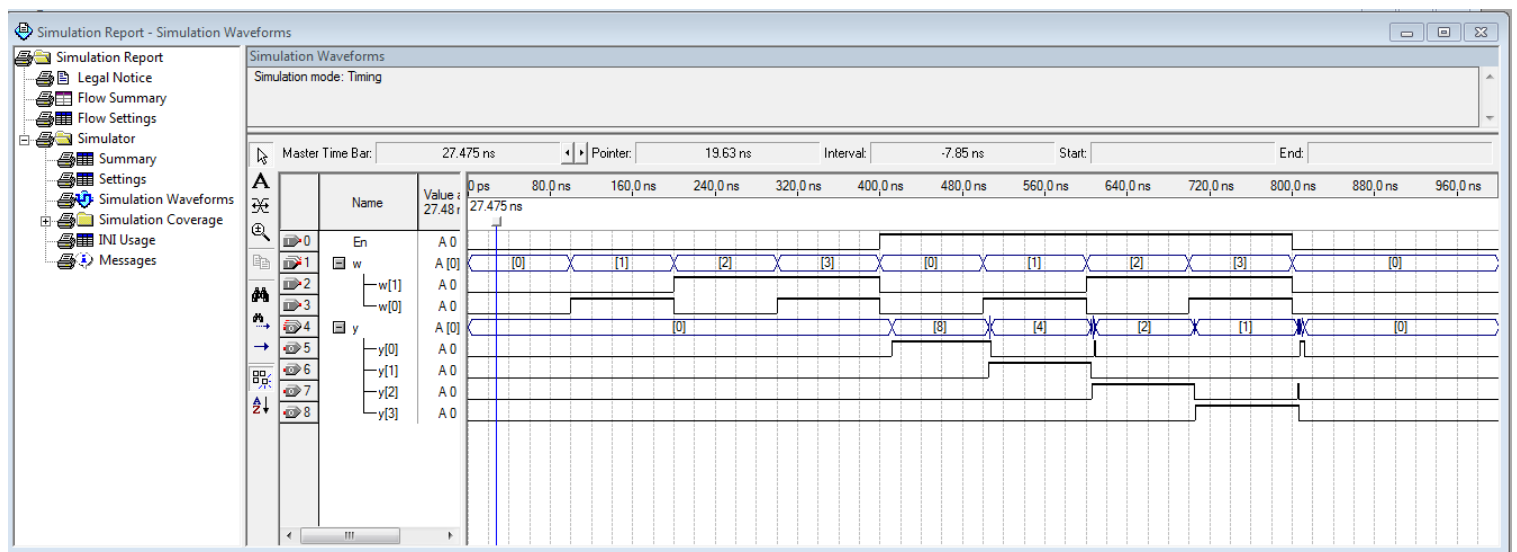 Simulation Report - Simulation Waveforms
Simulation Report
Legal Notice
Flow Summary
Flow Settings
Simulator
Summary
Settings
Simulation Waveforms
Simulation Coverage
INI Usage
Messages
Simulation Waveforms
Simulation mode: Timing
Master Time Bar: 27.475 ns Pointer: 19.63 ns Interval: -7.85 ns Start: End:
Name Value a 27.48 n
0 ps 80.0 ns 160.0 ns 240.0 ns 320.0 ns 400.0 ns 480.0 ns 560.0 ns 640.0 ns 720.0 ns 800.0 ns 880.0 ns 960.0 ns
27.475 ns
0 En A 0
1 w A [0] [0] [1] [2] [3] [0] [1] [2] [3] [0]
2 w[1] A 0
3 w[0] A 0
4 y A [0] [0] [8] [4] [2] [1] [0]
5 y[0] A 0
6 y[1] A 0
7 y[2] A 0
8 y[3] A 0